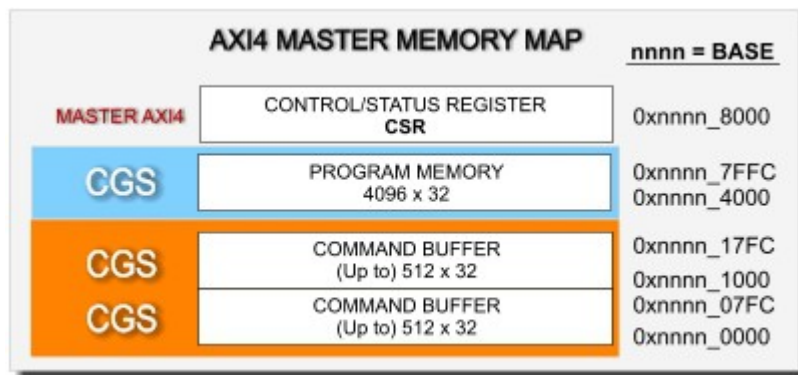 AXI4 MASTER MEMORY MAP
nnnn = BASE
MASTER AXI4
CONTROL/STATUS REGISTER
CSR
0xnnnn_8000
CGS
PROGRAM MEMORY
4096 x 32
0xnnnn_7FFC
0xnnnn_4000
CGS
COMMAND BUFFER
(Up to) 512 x 32
0xnnnn_17FC
0xnnnn_1000
CGS
COMMAND BUFFER
(Up to) 512 x 32
0xnnnn_07FC
0xnnnn_0000